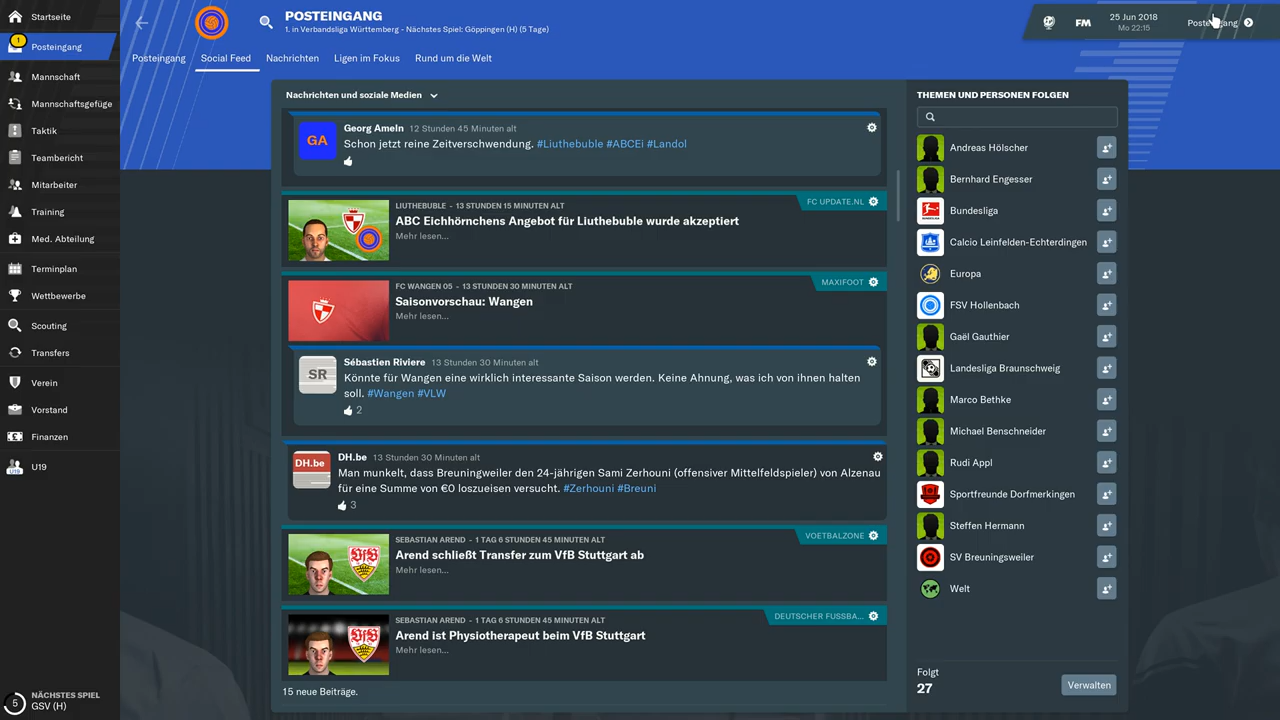 Startseite
1
Posteingang
Mannschaft
Mannschaftsgefüge
Taktik
Teambericht
Mitarbeiter
Training
Med. Abteilung
Terminplan
Wettbewerbe
Scouting
Transfers
Verein
Vorstand
Finanzen
U19
U19
5
NÄCHSTES SPIEL
GSV (H)
POSTEINGANG
1. in Verbandsliga Württemberg - Nächstes Spiel: Göppingen (H) (5 Tage)
FM
25 Jun 2018
Mo 22:15
Posteingang
Posteingang Social Feed Nachrichten Ligen im Fokus Rund um die Welt
Nachrichten und soziale Medien
GA
Georg Ameln 12 Stunden 45 Minuten alt
Schon jetzt reine Zeitverschwendung. #Liuthebuble #ABCEi #Landol
LIUTHEBUBLE - 13 STUNDEN 15 MINUTEN ALT
FC UPDATE.NL
ABC Eichhörnchens Angebot für Liuthebuble wurde akzeptiert
Mehr lesen...
FC WANGEN 05 - 13 STUNDEN 30 MINUTEN ALT
MAXIFOOT
Saisonvorschau: Wangen
Mehr lesen...
SR
Sébastien Riviere 13 Stunden 30 Minuten alt
Könnte für Wangen eine wirklich interessante Saison werden. Keine Ahnung, was ich von ihnen halten
soll. #Wangen #VLW
2
DH.be
DH.be 13 Stunden 30 Minuten alt
Man munkelt, dass Breuningweiler den 24-jährigen Sami Zerhouni (offensiver Mittelfeldspieler) von Alzenau
für eine Summe von €0 loszueisen versucht. #Zerhouni #Breuni
3
SEBASTIAN AREND - 1 TAG 6 STUNDEN 45 MINUTEN ALT
VOETBALZONE
Arend schließt Transfer zum VfB Stuttgart ab
Mehr lesen...
SEBASTIAN AREND - 1 TAG 6 STUNDEN 45 MINUTEN ALT
DEUTSCHER FUSSBA...
Arend ist Physiotherapeut beim VfB Stuttgart
Mehr lesen...
15 neue Beiträge.
THEMEN UND PERSONEN FOLGEN
Andreas Hölscher
Bernhard Engesser
Bundesliga
Calcio Leinfelden-Echterdingen
Europa
FSV Hollenbach
Gaël Gauthier
Landesliga Braunschweig
Marco Bethke
Michael Benschneider
Rudi Appl
Sportfreunde Dorfmerkingen
Steffen Hermann
SV Breuningsweiler
Welt
Folgt
27
Verwalten